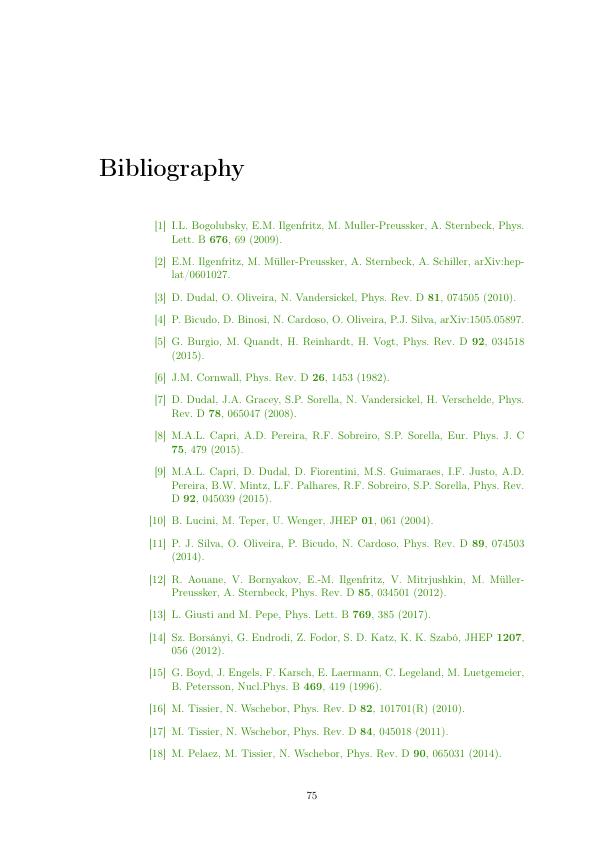 Bibliography
[1] I.L. Bogolubsky, E.M. Ilgenfritz, M. Muller-Preussker, A. Sternbeck, Phys.
Lett. B 676, 69 (2009).
[2] E.M. Ilgenfritz, M. Müller-Preussker, A. Sternbeck, A. Schiller, arXiv:hep-
lat/0601027.
[3] D. Dudal, O. Oliveira, N. Vandersickel, Phys. Rev. D 81, 074505 (2010).
[4] P. Bicudo, D. Binosi, N. Cardoso, O. Oliveira, P.J. Silva, arXiv:1505.05897.
[5] G. Burgio, M. Quandt, H. Reinhardt, H. Vogt, Phys. Rev. D 92, 034518
(2015).
[6] J.M. Cornwall, Phys. Rev. D 26, 1453 (1982).
[7] D. Dudal, J.A. Gracey, S.P. Sorella, N. Vandersickel, H. Verschelde, Phys.
Rev. D 78, 065047 (2008).
[8] M.A.L. Capri, A.D. Pereira, R.F. Sobreiro, S.P. Sorella, Eur. Phys. J. C
75, 479 (2015).
[9] M.A.L. Capri, D. Dudal, D. Fiorentini, M.S. Guimaraes, I.F. Justo, A.D.
Pereira, B.W. Mintz, L.F. Palhares, R.F. Sobreiro, S.P. Sorella, Phys. Rev.
D 92, 045039 (2015).
[10] B. Lucini, M. Teper, U. Wenger, JHEP 01, 061 (2004).
[11] P. J. Silva, O. Oliveira, P. Bicudo, N. Cardoso, Phys. Rev. D 89, 074503
(2014).
[12] R. Aouane, V. Bornyakov, E.-M. Ilgenfritz, V. Mitrjushkin, M. Müller-
Preussker, A. Sternbeck, Phys. Rev. D 85, 034501 (2012).
[13] L. Giusti and M. Pepe, Phys. Lett. B 769, 385 (2017).
[14] Sz. Borsányi, G. Endrodi, Z. Fodor, S. D. Katz, K. K. Szabó, JHEP 1207,
056 (2012).
[15] G. Boyd, J. Engels, F. Karsch, E. Laermann, C. Legeland, M. Luetgemeier,
B. Petersson, Nucl.Phys. B 469, 419 (1996).
[16] M. Tissier, N. Wschebor, Phys. Rev. D 82, 101701(R) (2010).
[17] M. Tissier, N. Wschebor, Phys. Rev. D 84, 045018 (2011).
[18] M. Pelaez, M. Tissier, N. Wschebor, Phys. Rev. D 90, 065031 (2014).
75